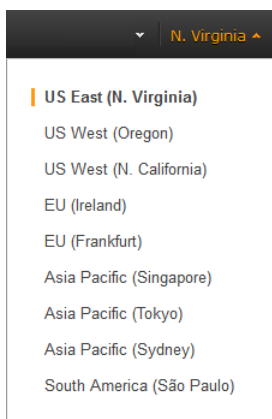 N. Virginia
US East (N. Virginia)
US West (Oregon)
US West (N. California)
EU (Ireland)
EU (Frankfurt)
Asia Pacific (Singapore)
Asia Pacific (Tokyo)
Asia Pacific (Sydney)
South America (São Paulo)